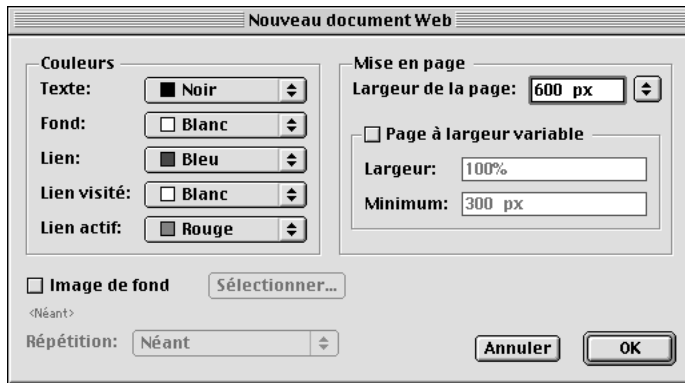 Nouveau document Web
Couleurs
Texte: Noir
Fond: Blanc
Lien: Bleu
Lien visité: Blanc
Lien actif: Rouge
Mise en page
Largeur de la page: 600 px
Page à largeur variable
Largeur: 100%
Minimum: 300 px
Image de fond Sélectionner...
<Néant>
Répétition: Néant
Annuler OK